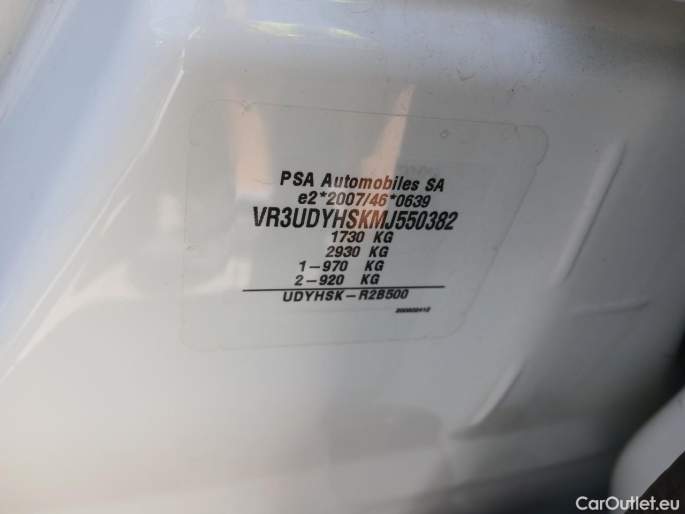 PSA Automobiles SA
e2*2007/46*0639
VR3UDYHSKMJ550382
1730 KG
2930 KG
1-970 KG
2-920 KG
UDYHSK-R2B500
CarOutlet.eu